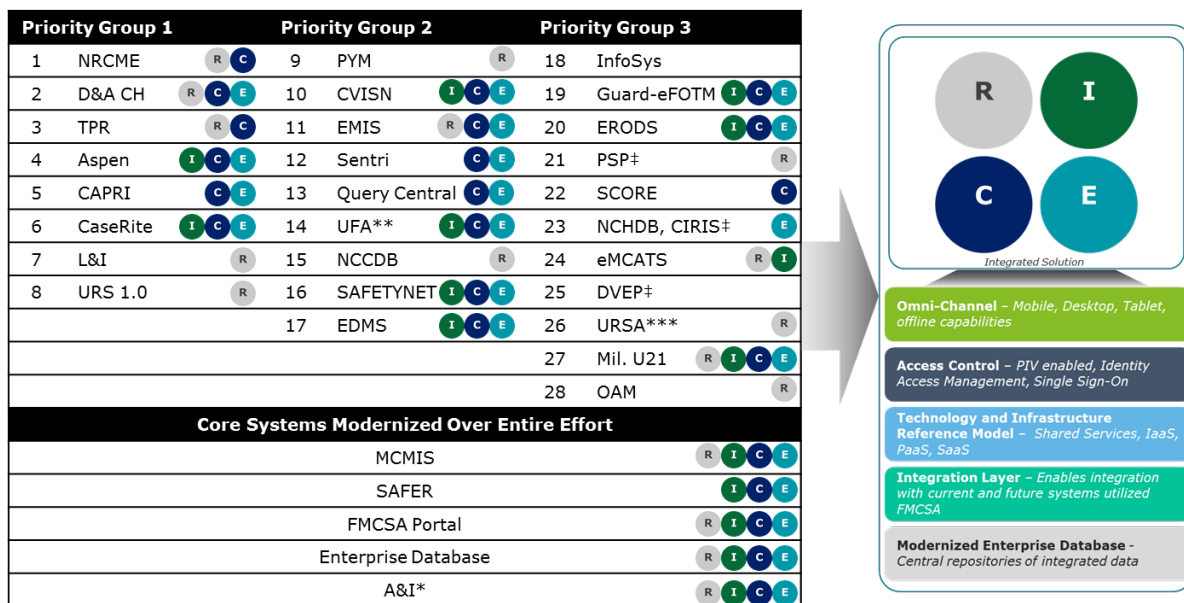 Priority Group 1 Priority Group 2 Priority Group 3
1 NRCME R C 9 PYM R 18 InfoSys
2 D&A CH R C E 10 CVISN I C E 19 Guard-eFOTM I C E
3 TPR R C 11 EMIS R C E 20 ERODS I C E
4 Aspen I C E 12 Sentri C E 21 PSP‡ R
5 CAPRI C E 13 Query Central C E 22 SCORE C
6 CaseRite I C E 14 UFA** I C E 23 NCHDB, CIRIS‡ E
7 L&I R 15 NCCDB R 24 eMCATS R I
8 URS 1.0 R 16 SAFETYNET I C E 25 DVEP‡
17 EDMS I C E 26 URSA*** R
27 Mil. U21 R I C E
28 OAM R
Core Systems Modernized Over Entire Effort
MCMIS R I C E
SAFER I C E
FMCSA Portal R I C E
Enterprise Database R I C E
A&I* R I C E
R I
C E
Integrated Solution
Omni-Channel – Mobile, Desktop, Tablet,
offline capabilities
Access Control – PIV enabled, Identity
Access Management, Single Sign-On
Technology and Infrastructure
Reference Model – Shared Services, IaaS,
PaaS, SaaS
Integration Layer – Enables integration
with current and future systems utilized
FMCSA
Modernized Enterprise Database -
Central repositories of integrated data